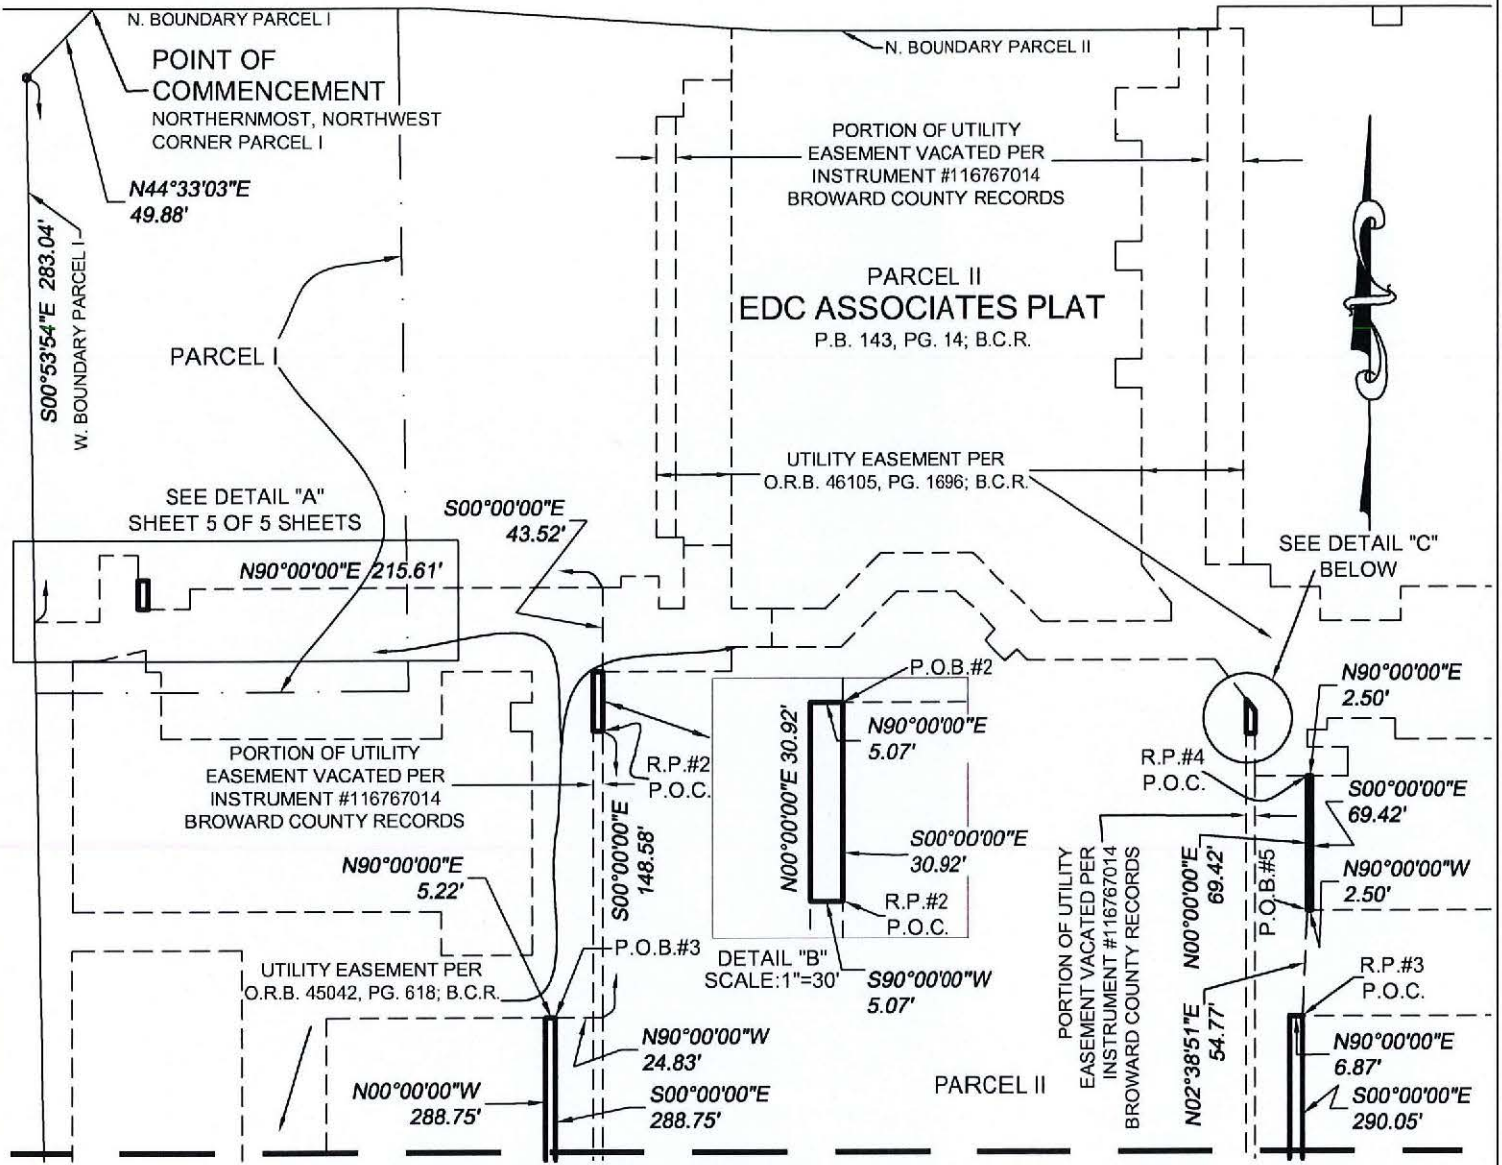 N. BOUNDARY PARCEL I
POINT OF
COMMENCEMENT
NORTHERNMOST, NORTHWEST
CORNER PARCEL I
N44°33'03"E
49.88'
S00°53'54"E 283.04'
W. BOUNDARY PARCEL I
N. BOUNDARY PARCEL II
PORTION OF UTILITY
EASEMENT VACATED PER
INSTRUMENT #116767014
BROWARD COUNTY RECORDS
PARCEL II
EDC ASSOCIATES PLAT
P.B. 143, PG. 14; B.C.R.
PARCEL I
UTILITY EASEMENT PER
O.R.B. 46105, PG. 1696; B.C.R.
SEE DETAIL "A"
SHEET 5 OF 5 SHEETS
S00°00'00"E
43.52'
SEE DETAIL "C"
BELOW
N90°00'00"E 215.61'
P.O.B.#2
N90°00'00"E
5.07'
N00°00'00"E 30.92'
S00°00'00"E
30.92'
R.P.#2
P.O.C.
DETAIL "B"
SCALE:1"=30'
S90°00'00"W
5.07'
R.P.#2
P.O.C.
PORTION OF UTILITY
EASEMENT VACATED PER
INSTRUMENT #116767014
BROWARD COUNTY RECORDS
S00°00'00"E
148.58'
N90°00'00"E
5.22'
P.O.B.#3
UTILITY EASEMENT PER
O.R.B. 45042, PG. 618; B.C.R.
N90°00'00"W
24.83'
N00°00'00"W
288.75'
S00°00'00"E
288.75'
PARCEL II
N90°00'00"E
2.50'
R.P.#4
P.O.C.
S00°00'00"E
69.42'
N90°00'00"W
2.50'
PORTION OF UTILITY
EASEMENT VACATED PER
INSTRUMENT #116767014
BROWARD COUNTY RECORDS
N00°00'00"E
69.42'
P.O.B.#5
N02°38'51"E
54.77'
R.P.#3
P.O.C.
N90°00'00"E
6.87'
S00°00'00"E
290.05'